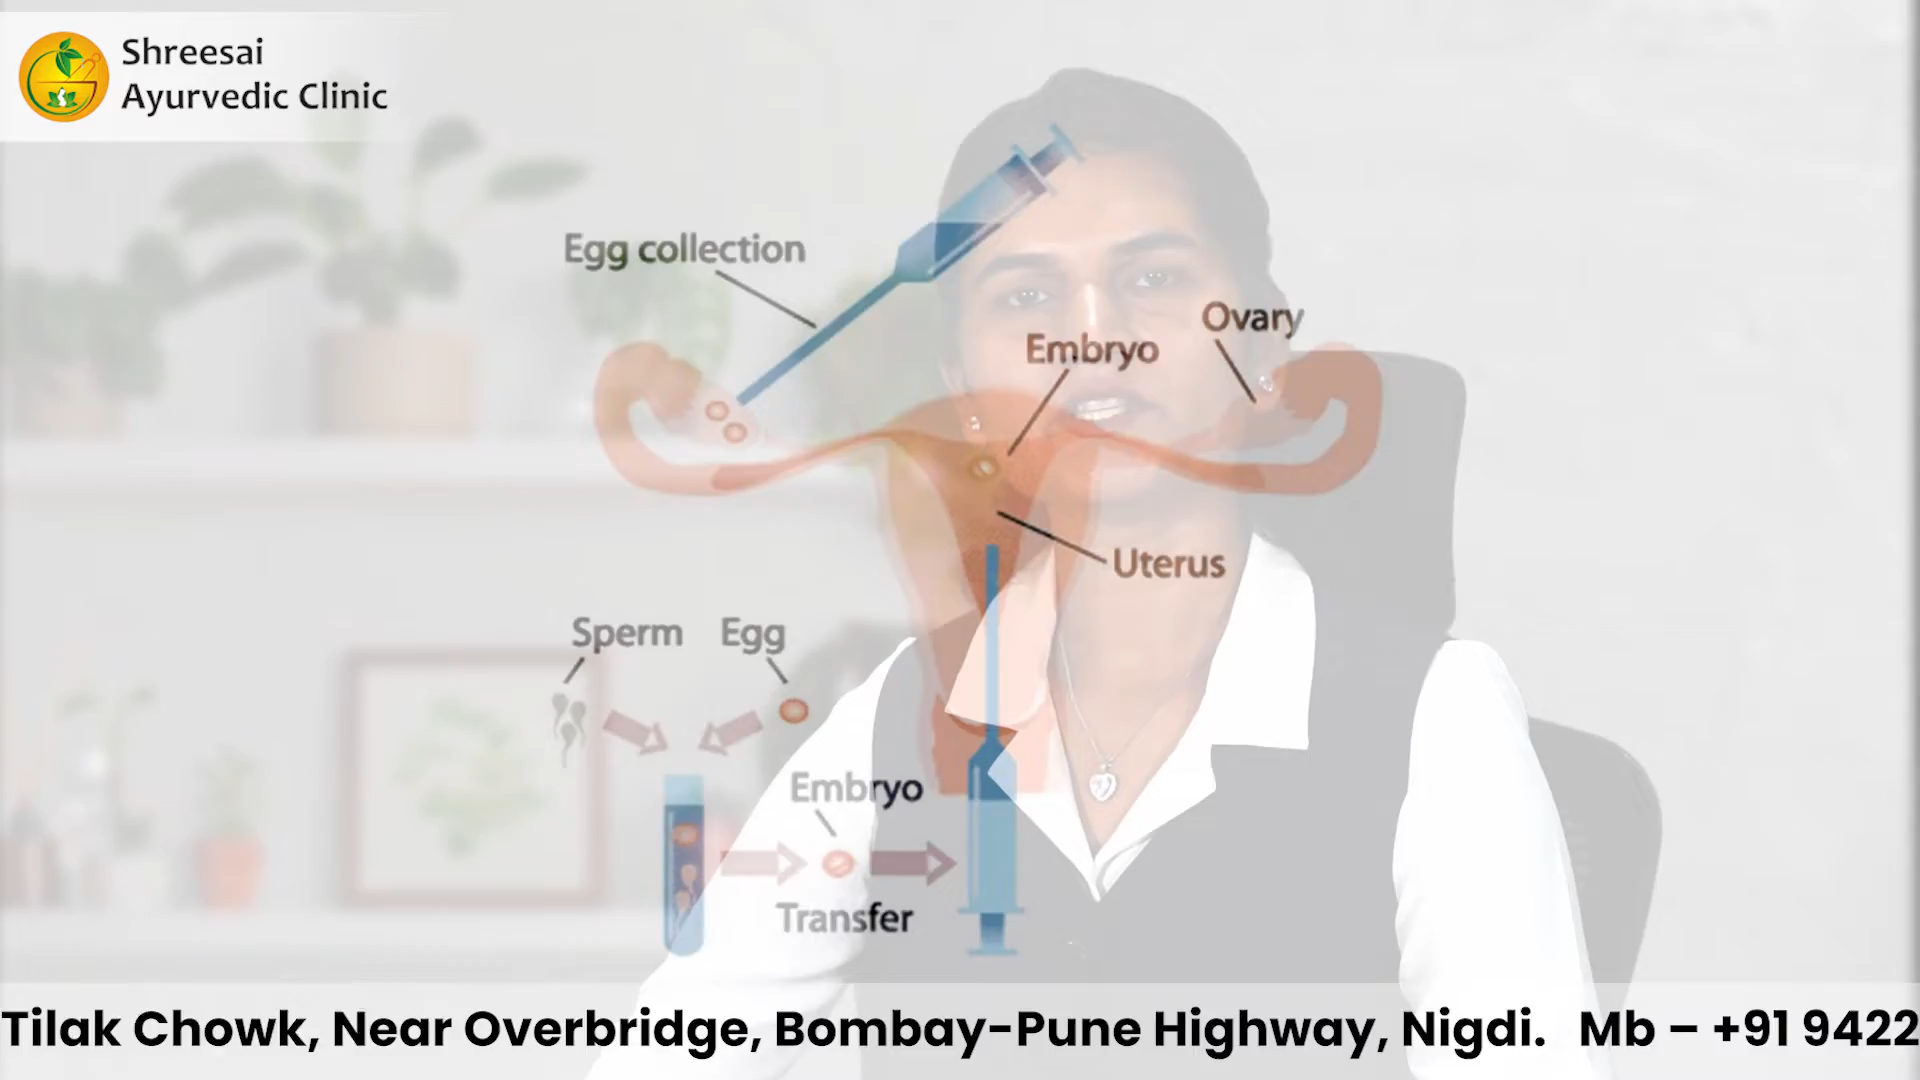 Shreesai
Ayurvedic Clinic
Egg collection
Ovary
Embryo
Uterus
Sperm Egg
Embryo
Transfer
Tilak Chowk, Near Overbridge, Bombay-Pune Highway, Nigdi. Mb – +91 9422